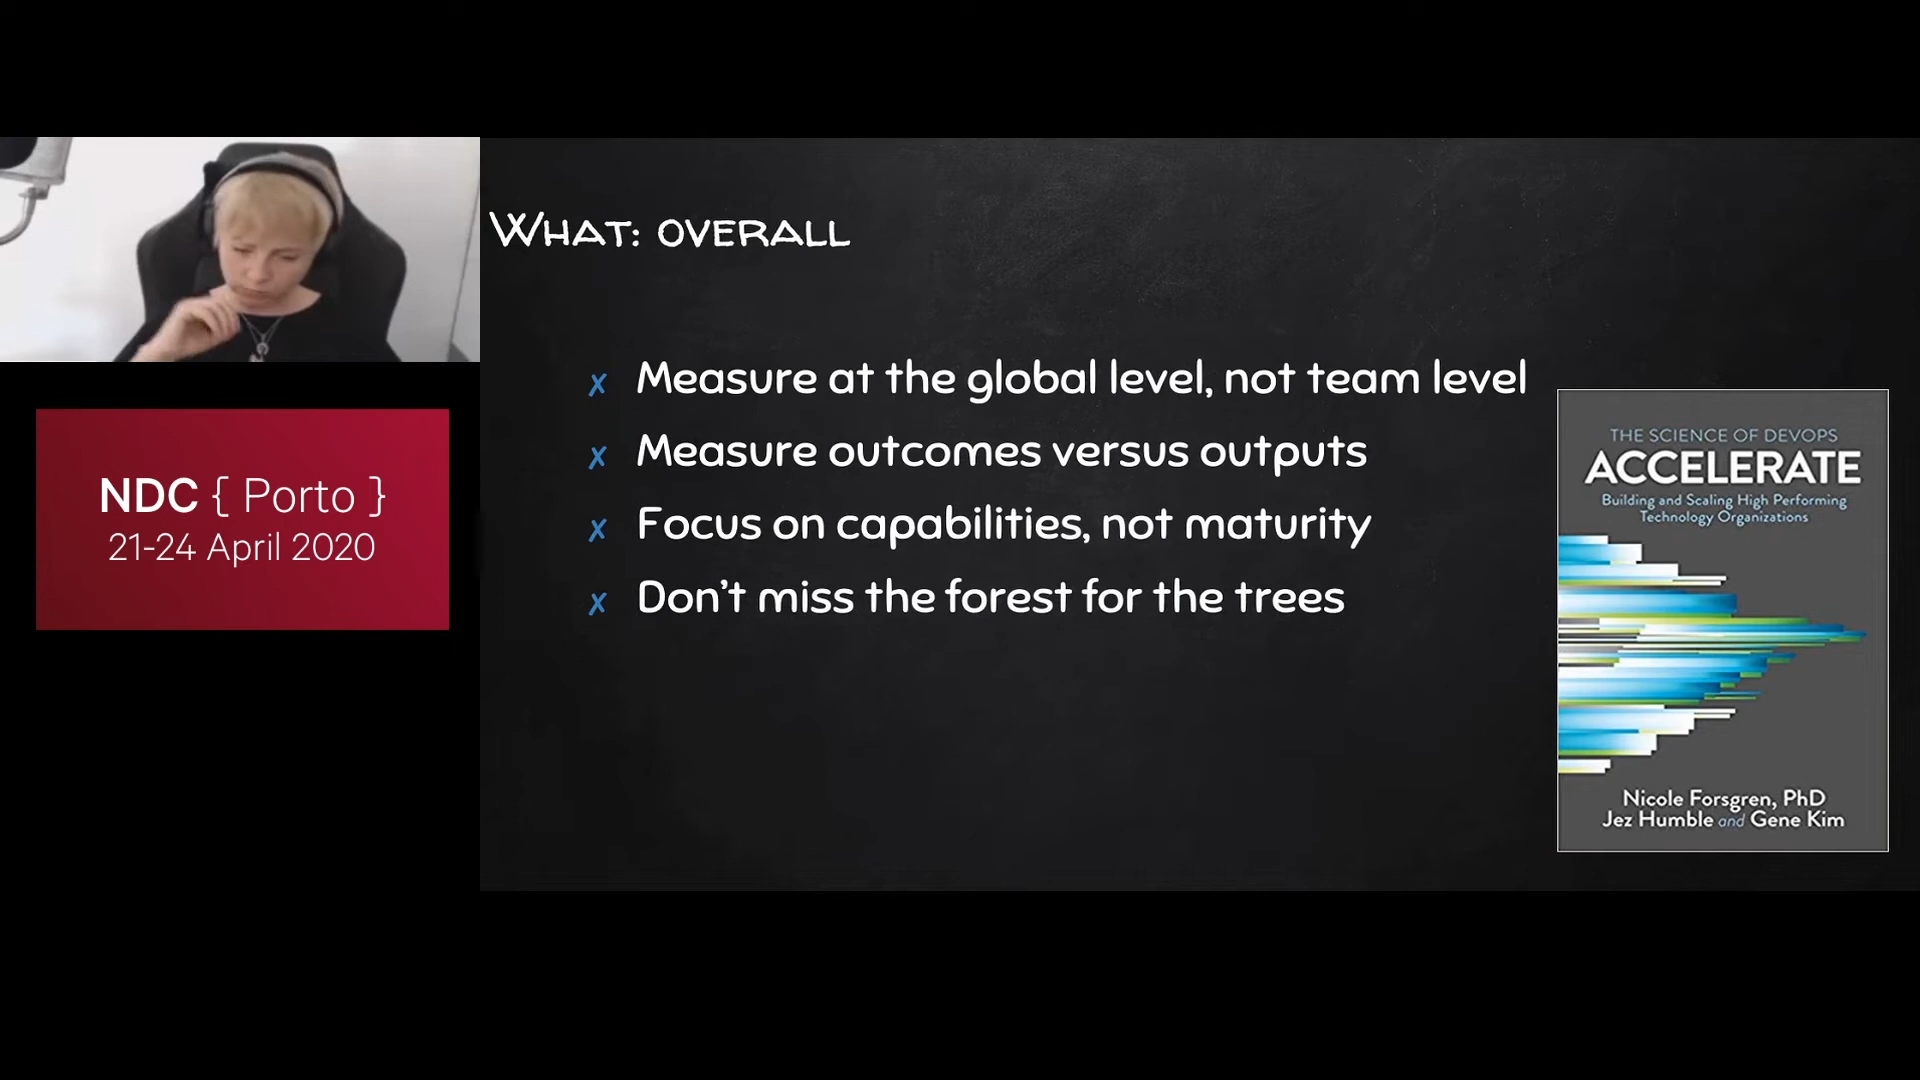 What: overall
x Measure at the global level, not team level
x Measure outcomes versus outputs
x Focus on capabilities, not maturity
x Don't miss the forest for the trees
NDC { Porto }
21-24 April 2020
THE SCIENCE OF DEVOPS
ACCELERATE
Building and Scaling High Performing
Technology Organizations
Nicole Forsgren, PhD
Jez Humble and Gene Kim